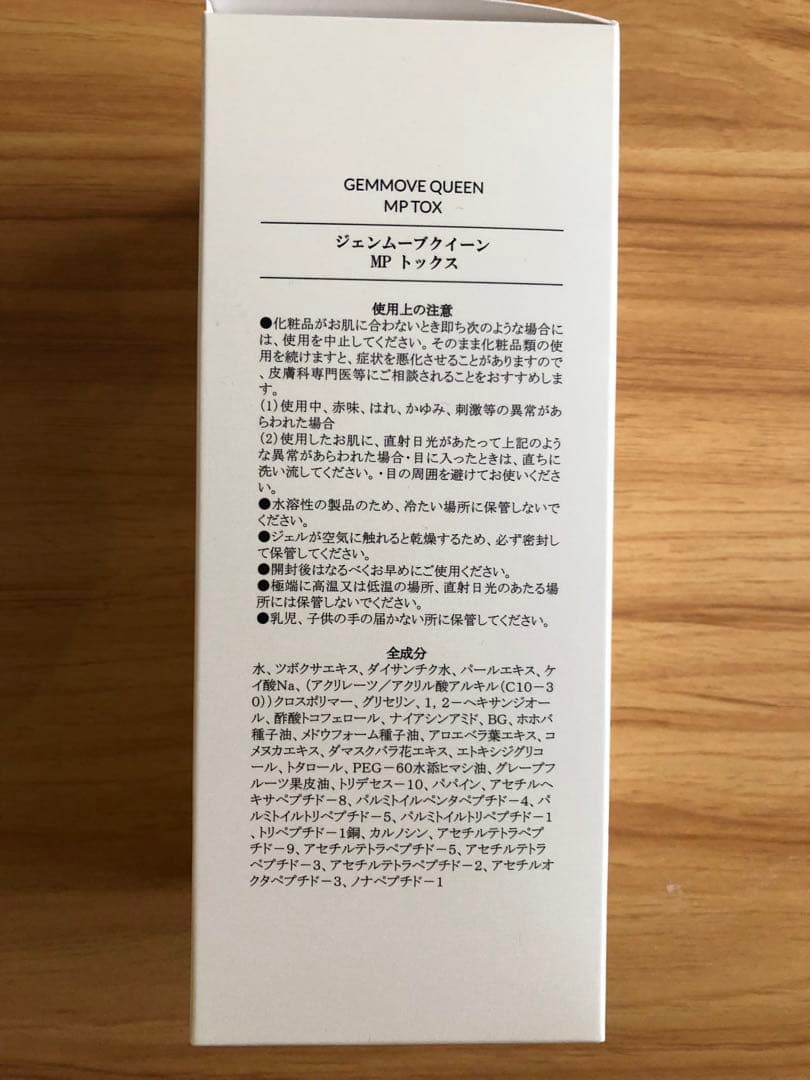 GEMMOVE QUEEN
MP TOX
ジェンムーブクイーン
MP トックス
使用上の注意
●化粧品がお肌に合わないとき即ち次のような場合に
は、使用を中止してください。そのまま化粧品類の使
用を続けますと、症状を悪化させることがありますので
、皮膚科専門医等にご相談されることをおすすめしま
す。
(1)使用中、赤味、はれ、かゆみ、刺激等の異常があ
らわれた場合
(2)使用したお肌に、直射日光があたって上記のよう
な異常があらわれた場合・目に入ったときは、直ちに
洗い流してください。・目の周囲を避けてお使いくださ
い。
●水溶性の製品のため、冷たい場所に保管しないで
ください。
●ジェルが空気に触れると乾燥するため、必ず密封し
て保管してください。
●開封後はなるべくお早めにご使用ください。
●極端に高温又は低温の場所、直射日光のあたる場
所には保管しないでください。
●乳児、子供の手の届かない所に保管してください。
全成分
水、ツボクサエキス、ダイサンチク水、パールエキス、ケ
イ酸Na、(アクリレーツ/アクリル酸アルキル(C10-3
0))クロスポリマー、グリセリン、1,2-ヘキサンジオー
ル、酢酸トコフェロール、ナイアシンアミド、BG、ホホバ
種子油、メドウフォーム種子油、アロエベラ葉エキス、コ
メヌカエキス、ダマスクバラ花エキス、エトキシジグリコ
ール、トタロール、PEG-60水添ヒマシ油、グレープフ
ルーツ果皮油、トリデセス-10、パパイン、アセチルヘ
キサペプチド-8、パルミトイルペンタペプチド-4、パ
ルミトイルトリペプチド-5、パルミトイルトリペプチド-1
、トリペプチド-1銅、カルノシン、アセチルテトラペプ
チド-9、アセチルテトラペプチド-5、アセチルテトラ
ペプチド-3、アセチルテトラペプチド-2、アセチルオ
クタペプチド-3、ノナペプチド-1